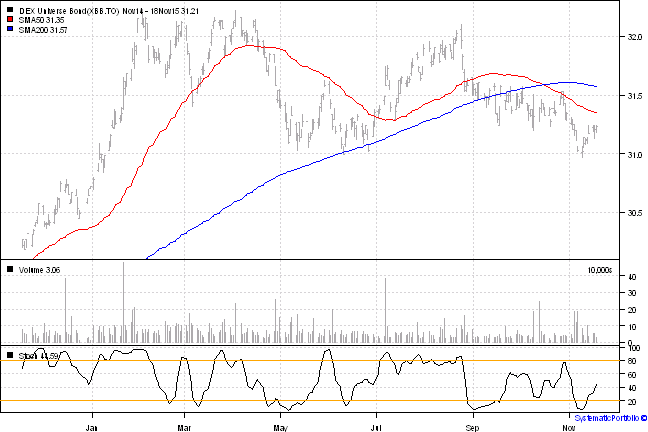 DEX Universe Bond(XBB.TO) Nov14 - 18Nov15 31.21
SMA50 31.35
SMA200 31.57
32.0
31.5
31.0
30.5
Volume 3.06
10,000s
40
30
20
10
0
Stoch 44.59
100
80
60
40
20
Jan Mar May Jul Sep Nov
SystematicPortfolio ©